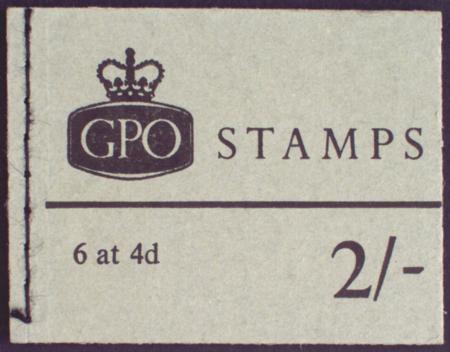 GPO STAMPS
6 at 4d 2/-